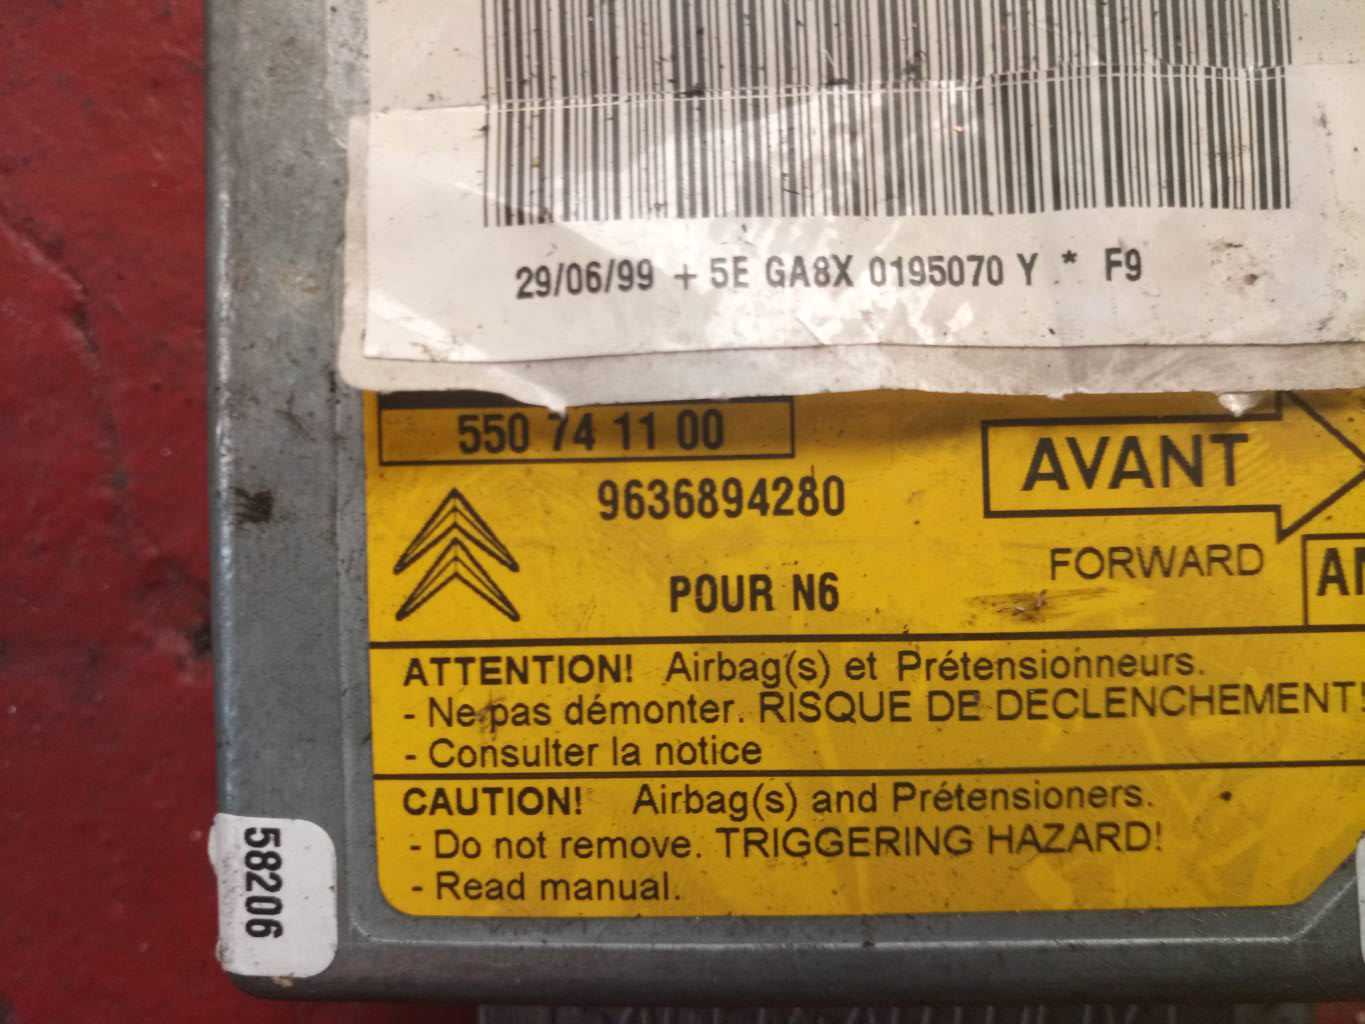 29/06/99 + 5E GA8X 0195070 Y * F9
550 74 11 00
9636894280
AVANT
FORWARD
POUR N6
ATTENTION! Airbag(s) et Prétensionneurs.
- Ne pas démonter. RISQUE DE DECLENCHEMENT!
- Consulter la notice
CAUTION! Airbag(s) and Prétensioners.
- Do not remove. TRIGGERING HAZARD!
- Read manual.
58206